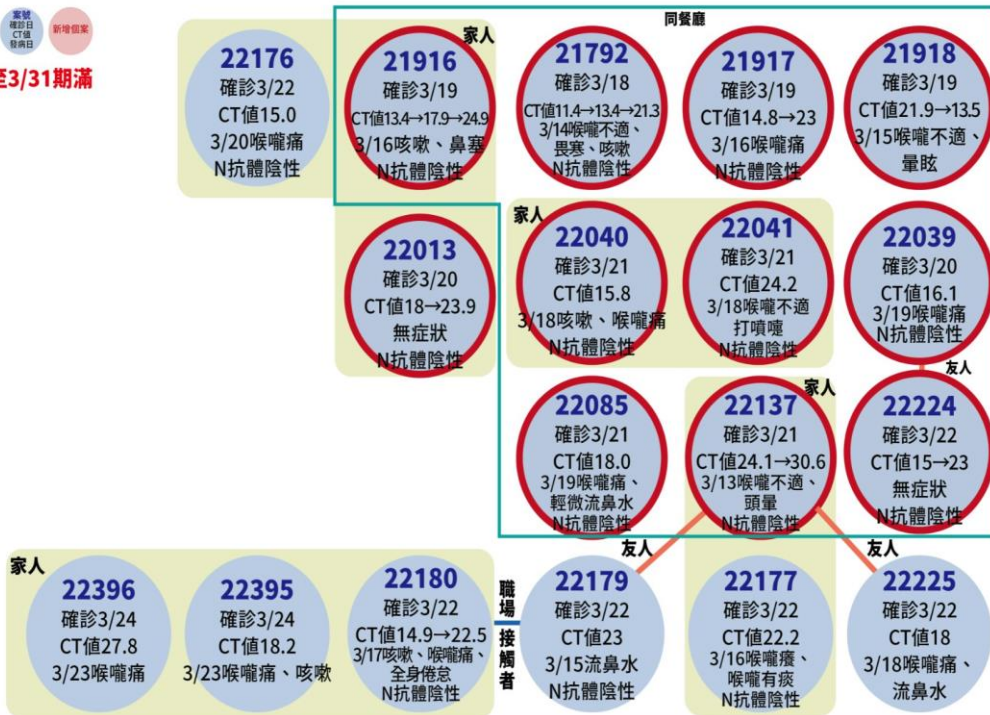 案號
確診日
CT值
發病日
新增個案
至3/31期滿
同餐廳
家人
22176
確診3/22
CT值15.0
3/20喉嚨痛
N抗體陰性
21916
確診3/19
CT值13.4→17.9→24.9
3/16咳嗽、鼻塞
N抗體陰性
21792
確診3/18
CT值11.4→13.4→21.3
3/14喉嚨不適、
畏寒、咳嗽
N抗體陰性
21917
確診3/19
CT值14.8→23
3/16喉嚨痛
N抗體陰性
21918
確診3/19
CT值21.9→13.5
3/15喉嚨不適、
暈眩
22013
確診3/20
CT值18→23.9
無症狀
N抗體陰性
家人
22040
確診3/21
CT值15.8
3/18咳嗽、喉嚨痛
N抗體陰性
22041
確診3/21
CT值24.2
3/18喉嚨不適
打噴嚏
N抗體陰性
22039
確診3/20
CT值16.1
3/19喉嚨痛
N抗體陰性
友人
22085
確診3/21
CT值18.0
3/19喉嚨痛、
輕微流鼻水
N抗體陰性
家人
22137
確診3/21
CT值24.1→30.6
3/13喉嚨不適、
頭暈
N抗體陰性
22224
確診3/22
CT值15→23
無症狀
N抗體陰性
友人
友人
家人
22396
確診3/24
CT值27.8
3/23喉嚨痛
22395
確診3/24
CT值18.2
3/23喉嚨痛、咳嗽
22180
確診3/22
CT值14.9→22.5
3/17咳嗽、喉嚨痛、
全身倦怠
N抗體陰性
職場
接觸者
22179
確診3/22
CT值23
3/15流鼻水
N抗體陰性
22177
確診3/22
CT值22.2
3/16喉嚨癢、
喉嚨有痰
N抗體陰性
22225
確診3/22
CT值18
3/18喉嚨痛、
流鼻水